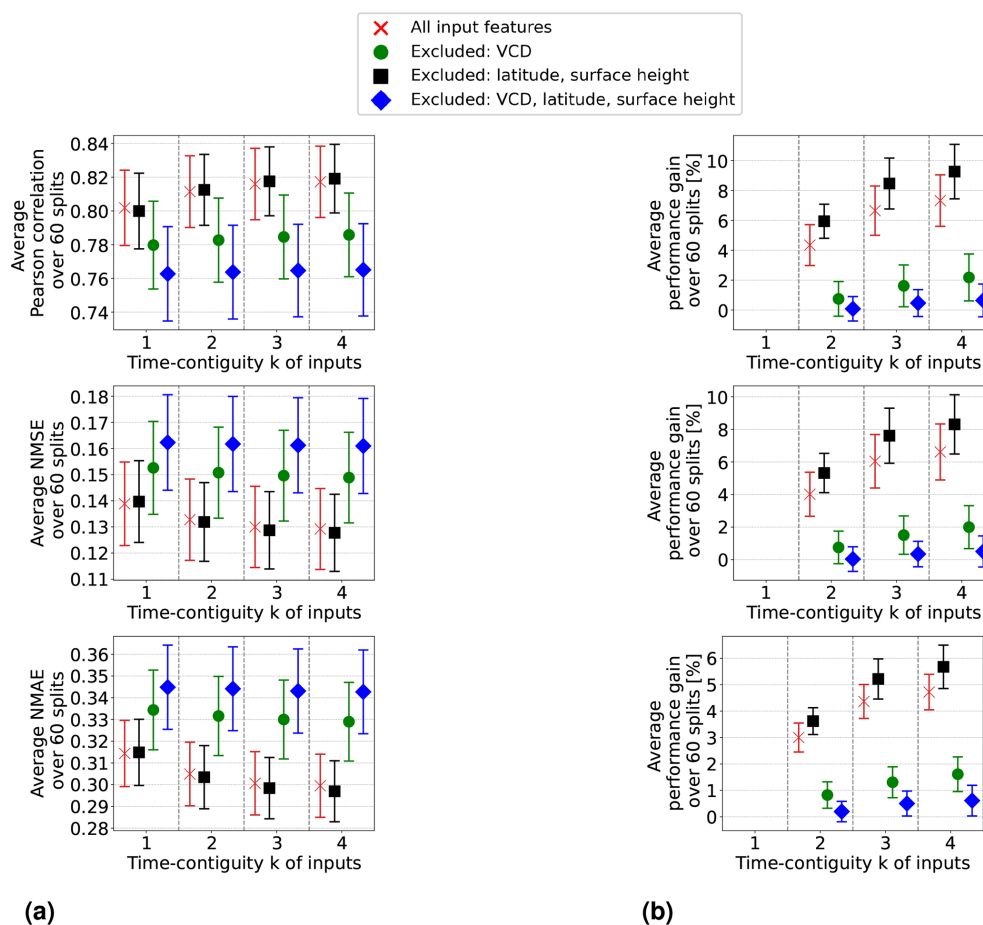 All input features
Excluded: VCD
Excluded: latitude, surface height
Excluded: VCD, latitude, surface height
Average
Pearson correlation
over 60 splits
0.84
0.82
0.80
0.78
0.76
0.74
1 2 3 4
Time-contiguity k of inputs
Average NMSE
over 60 splits
0.18
0.17
0.16
0.15
0.14
0.13
0.12
0.11
1 2 3 4
Time-contiguity k of inputs
Average NMAE
over 60 splits
0.36
0.35
0.34
0.33
0.32
0.31
0.30
0.29
0.28
1 2 3 4
Time-contiguity k of inputs
(a)
Average
performance gain
over 60 splits [%]
10
8
6
4
2
0
1 2 3 4
Time-contiguity k of inputs
Average
performance gain
over 60 splits [%]
10
8
6
4
2
0
1 2 3 4
Time-contiguity k of inputs
Average
performance gain
over 60 splits [%]
6
5
4
3
2
1
0
1 2 3 4
Time-contiguity k of inputs
(b)